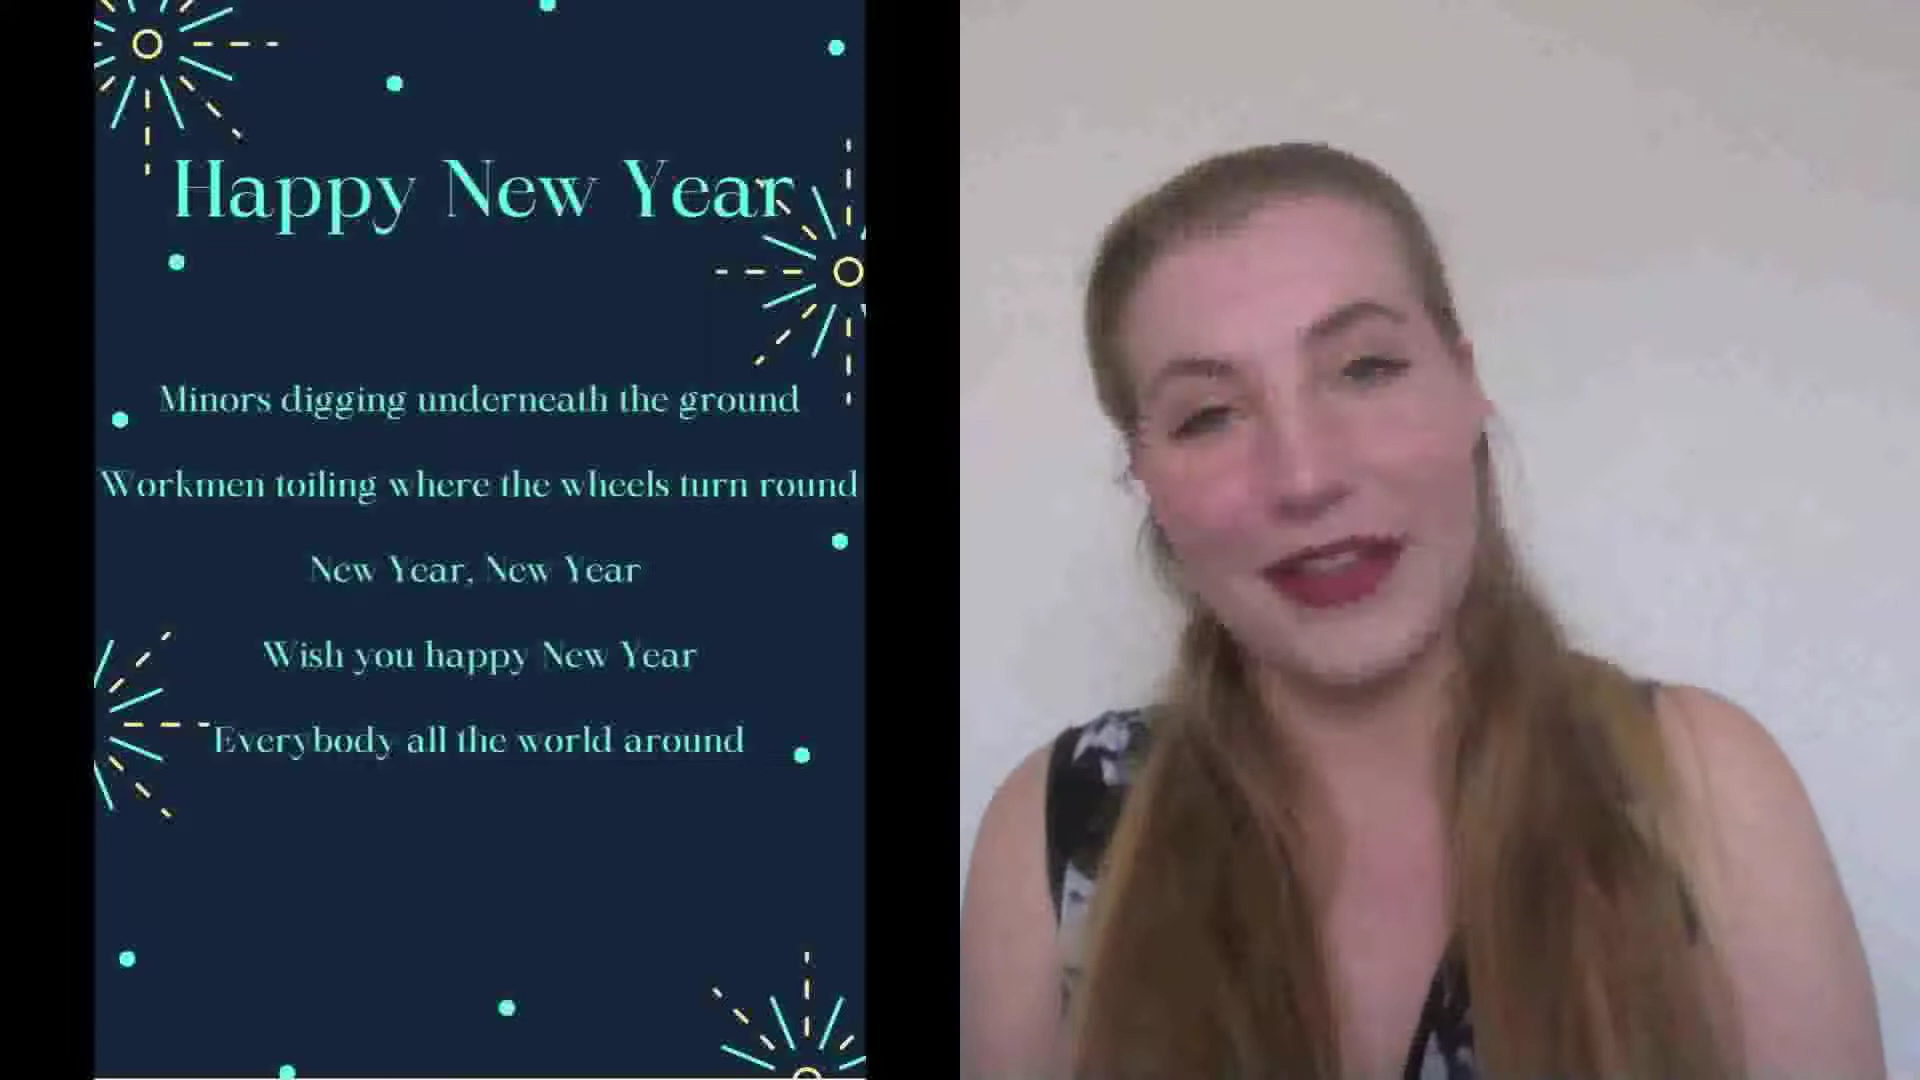 Happy New Year
Minors digging underneath the ground
Workmen toiling where the wheels turn round
New Year, New Year
Wish you happy New Year
Everybody all the world around